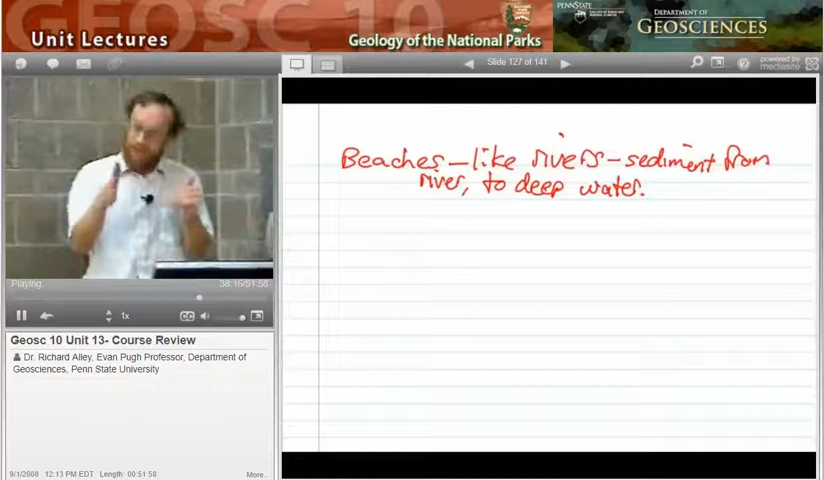 GEOSC 10
Unit Lectures
Geology of the National Parks
PENNSTATE
DEPARTMENT OF
GEOSCIENCES
Slide 127 of 141
powered by
mediasite
Beaches – like rivers – sediment from
river, to deep water.
Playing
38:16/51:58
1x
CC
Geosc 10 Unit 13- Course Review
Dr. Richard Alley, Evan Pugh Professor, Department of
Geosciences, Penn State University
9/1/2008 12:13 PM EDT Length: 00:51:58
More...